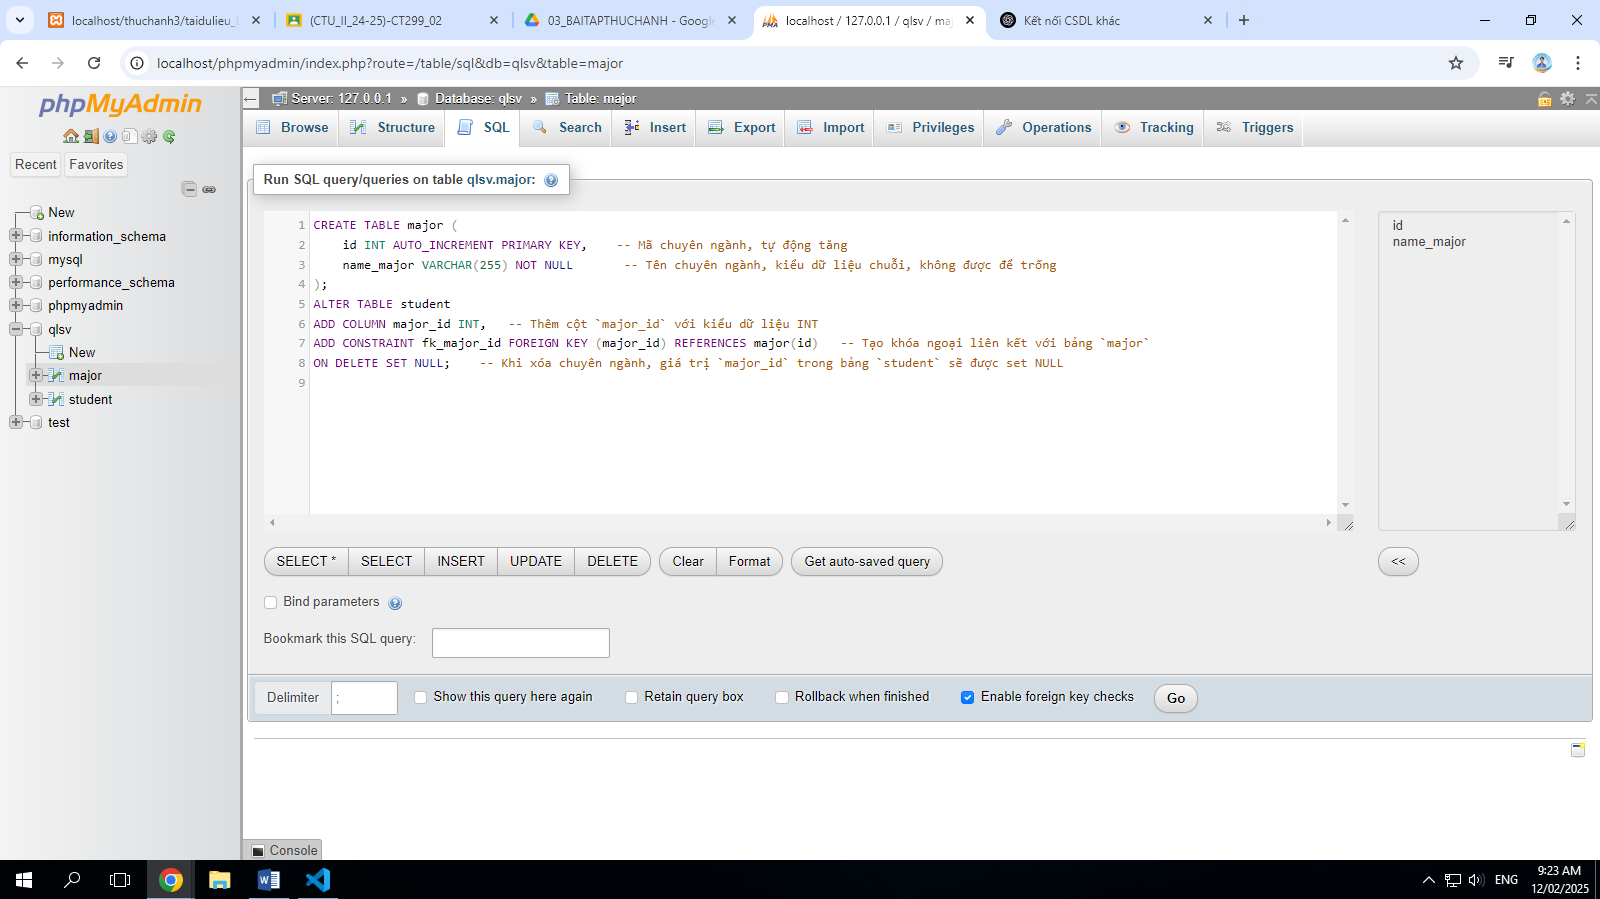 localhost/thuchanh3/taidulieu_
(CTU_II_24-25)-CT299_02
03_BAITAPTHUCHANH - Google
localhost / 127.0.0.1 / qlsv / maj
Kết nối CSDL khác
localhost/phpmyadmin/index.php?route=/table/sql&db=qlsv&table=major
phpMyAdmin
Recent
Favorites
New
information_schema
mysql
performance_schema
phpmyadmin
qlsv
New
major
student
test
Server: 127.0.0.1 » Database: qlsv » Table: major
Browse Structure SQL Search Insert Export Import Privileges Operations Tracking Triggers
Run SQL query/queries on table qlsv.major:
1 CREATE TABLE major (
2 id INT AUTO_INCREMENT PRIMARY KEY, -- Mã chuyên ngành, tự động tăng
3 name_major VARCHAR(255) NOT NULL -- Tên chuyên ngành, kiểu dữ liệu chuỗi, không được để trống
4 );
5 ALTER TABLE student
6 ADD COLUMN major_id INT, -- Thêm cột `major_id` với kiểu dữ liệu INT
7 ADD CONSTRAINT fk_major_id FOREIGN KEY (major_id) REFERENCES major(id) -- Tạo khóa ngoại liên kết với bảng `major`
8 ON DELETE SET NULL; -- Khi xóa chuyên ngành, giá trị `major_id` trong bảng `student` sẽ được set NULL
9
id
name_major
SELECT * SELECT INSERT UPDATE DELETE Clear Format Get auto-saved query <<
Bind parameters
Bookmark this SQL query:
Delimiter ; Show this query here again Retain query box Rollback when finished Enable foreign key checks Go
Console
ENG
9:23 AM
12/02/2025